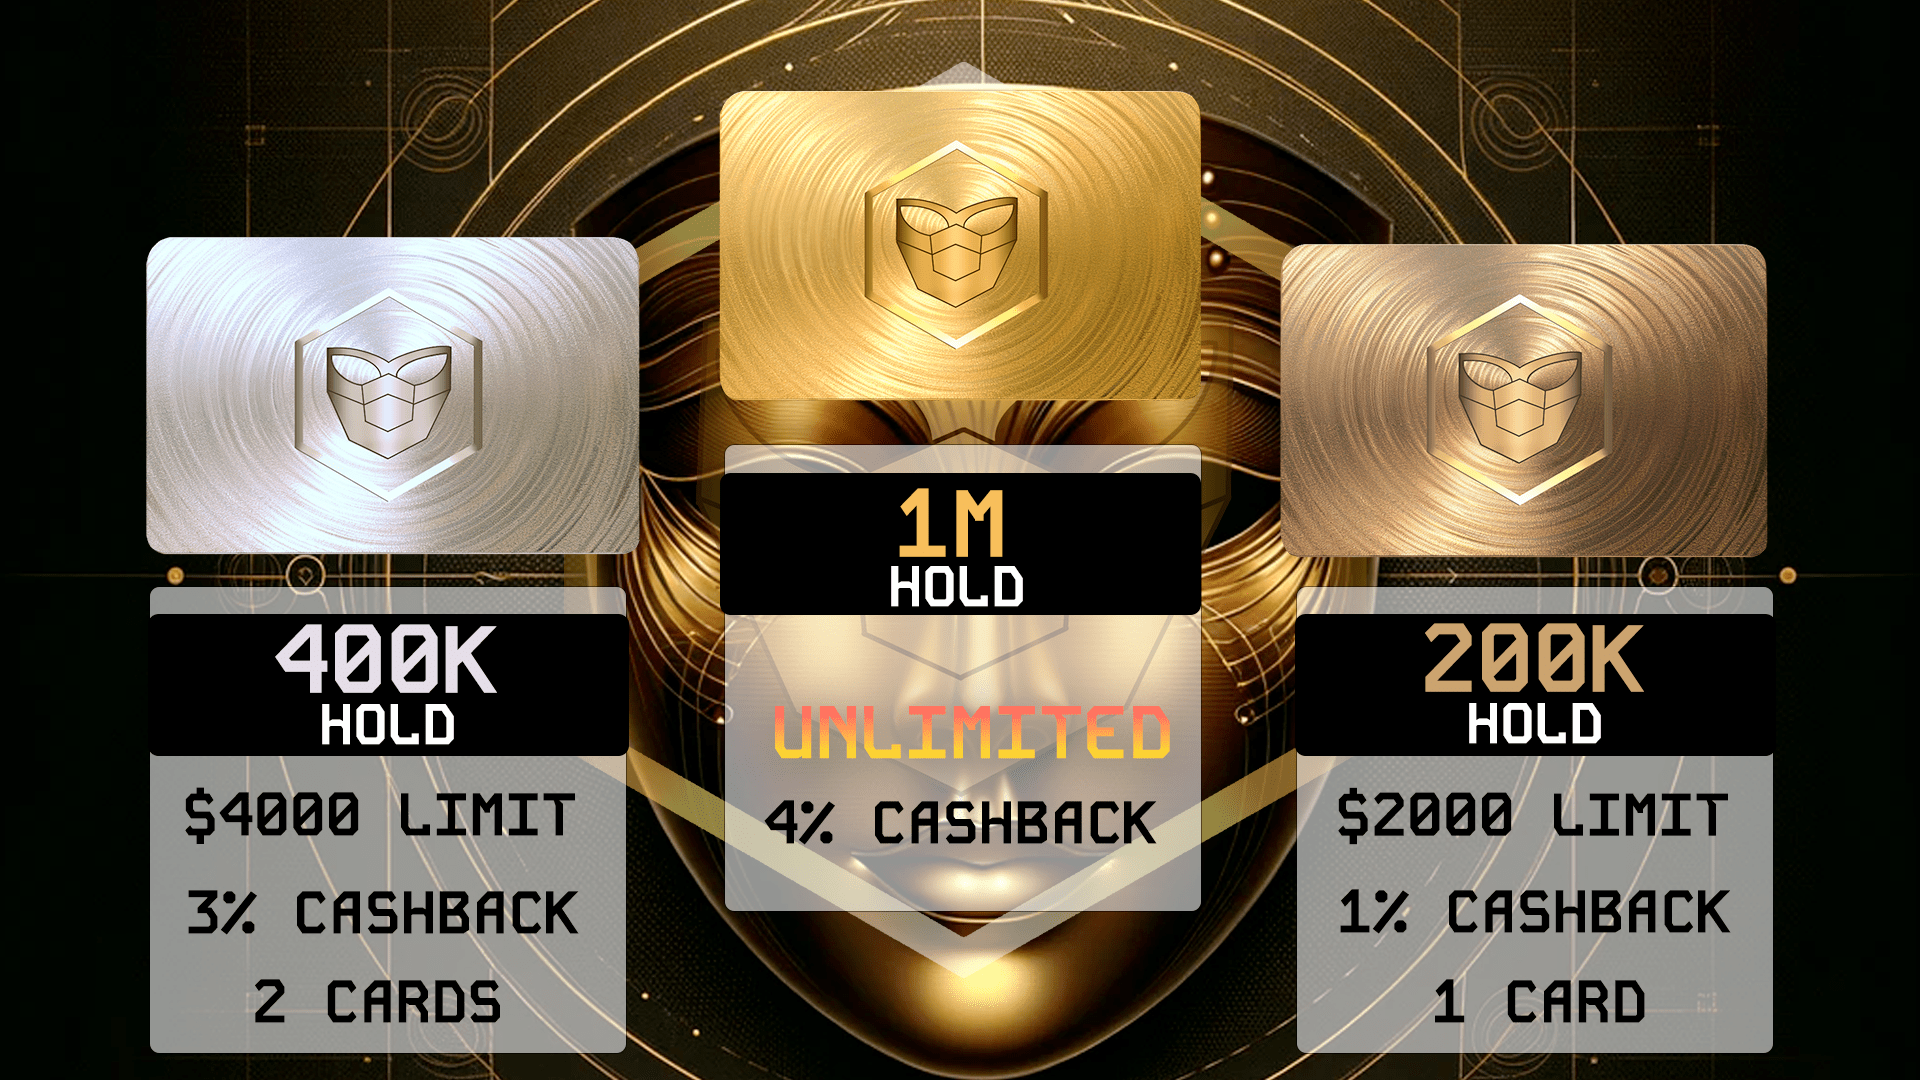 400K
HOLD
$4000 LIMIT
3% CASHBACK
2 CARDS
1M
HOLD
UNLIMITED
4% CASHBACK
200K
HOLD
$2000 LIMIT
1% CASHBACK
1 CARD